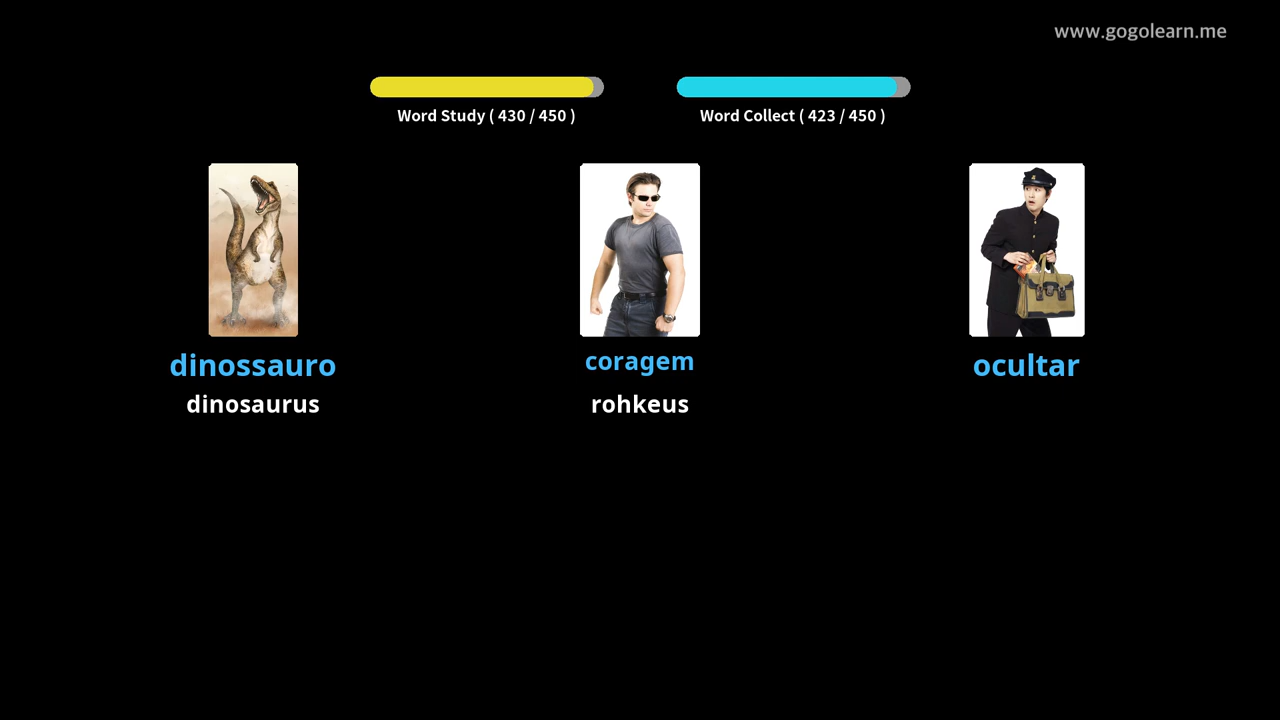 www.gogolearn.me
Word Study ( 430 / 450 )
Word Collect ( 423 / 450 )
dinossauro
dinosaurus
coragem
rohkeus
ocultar